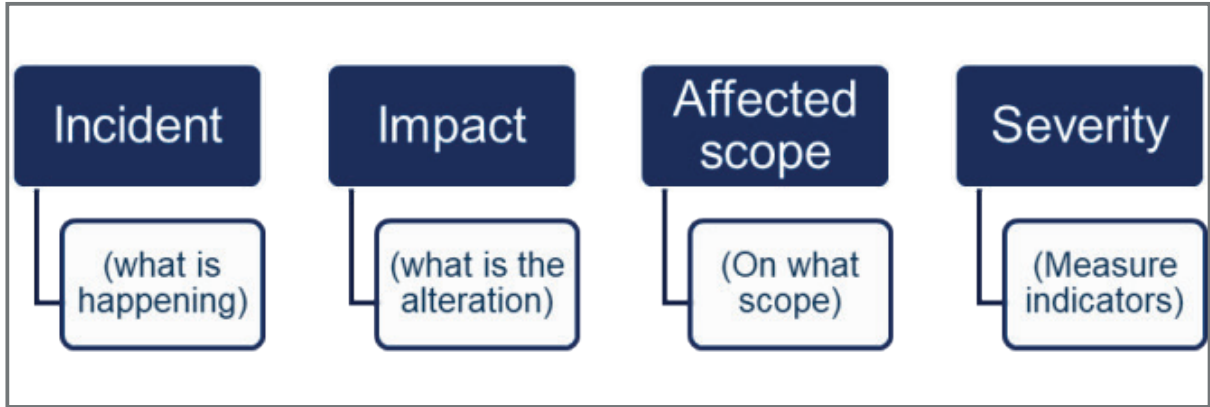 Incident
(what is
happening)
Impact
(what is the
alteration)
Affected
scope
(On what
scope)
Severity
(Measure
indicators)